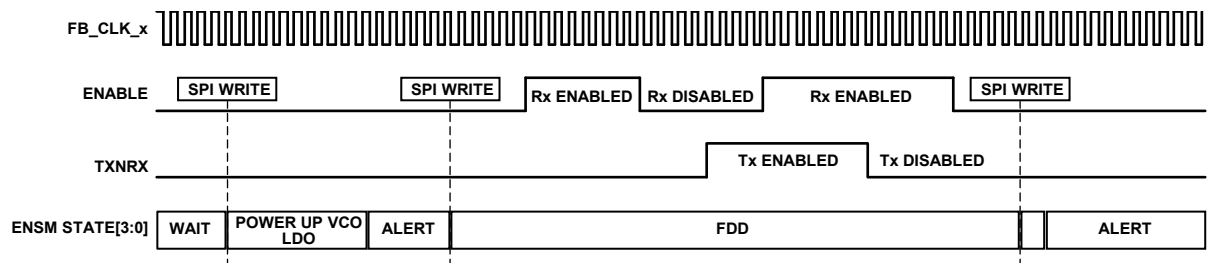 FB_CLK_x
ENABLE
SPI WRITE
SPI WRITE
Rx ENABLED
Rx DISABLED
Rx ENABLED
SPI WRITE
TXNRX
Tx ENABLED
Tx DISABLED
ENSM STATE[3:0]
WAIT
POWER UP VCO
LDO
ALERT
FDD
ALERT